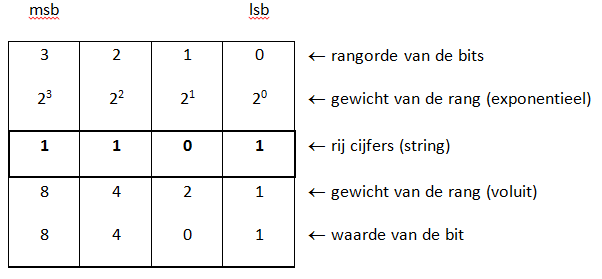 msb lsb
3 2 1 0 ← rangorde van de bits
2³ 2² 2¹ 2⁰ ← gewicht van de rang (exponentieel)
1 1 0 1 ← rij cijfers (string)
8 4 2 1 ← gewicht van de rang (voluit)
8 4 0 1 ← waarde van de bit